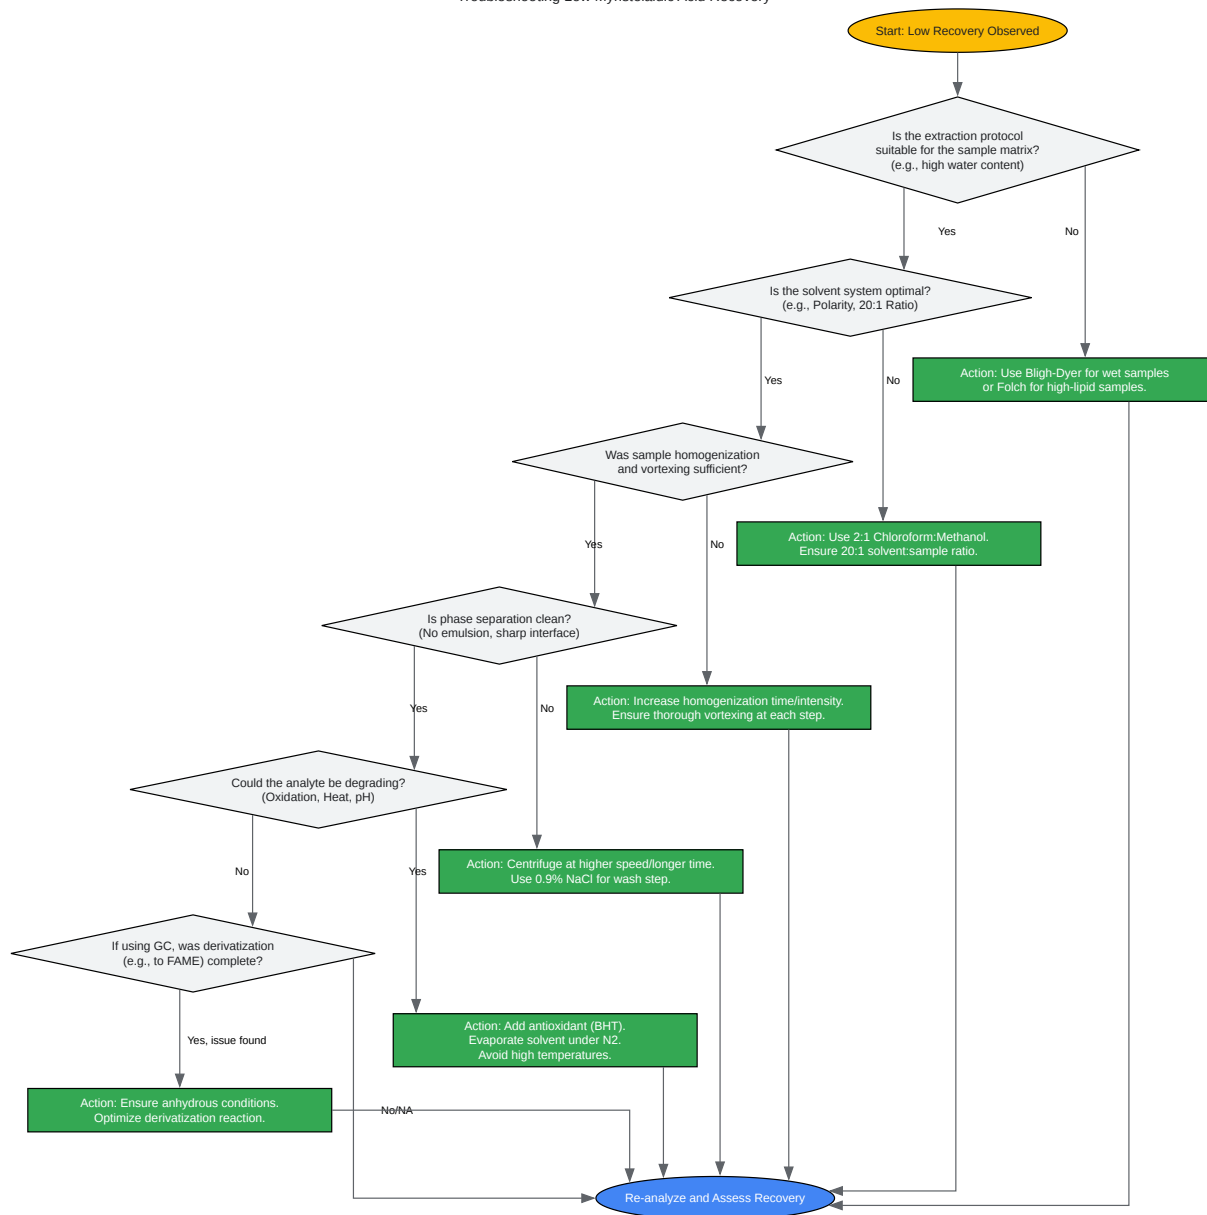 Start: Low Recovery Observed
Is the extraction protocol
suitable for the sample matrix?
(e.g., high water content)
Yes
No
Is the solvent system optimal?
(e.g., Polarity, 20:1 Ratio)
Action: Use Bligh-Dyer for wet samples
or Folch for high-lipid samples.
Yes
No
Was sample homogenization
and vortexing sufficient?
Action: Use 2:1 Chloroform:Methanol.
Ensure 20:1 solvent:sample ratio.
Yes
No
Is phase separation clean?
(No emulsion, sharp interface)
Action: Increase homogenization time/intensity.
Ensure thorough vortexing at each step.
Yes
No
Could the analyte be degrading?
(Oxidation, Heat, pH)
Action: Centrifuge at higher speed/longer time.
Use 0.9% NaCl for wash step.
No
Yes
If using GC, was derivatization
(e.g., to FAME) complete?
Action: Add antioxidant (BHT).
Evaporate solvent under N2.
Avoid high temperatures.
Yes, issue found
Action: Ensure anhydrous conditions.
Optimize derivatization reaction.
No/NA
Re-analyze and Assess Recovery